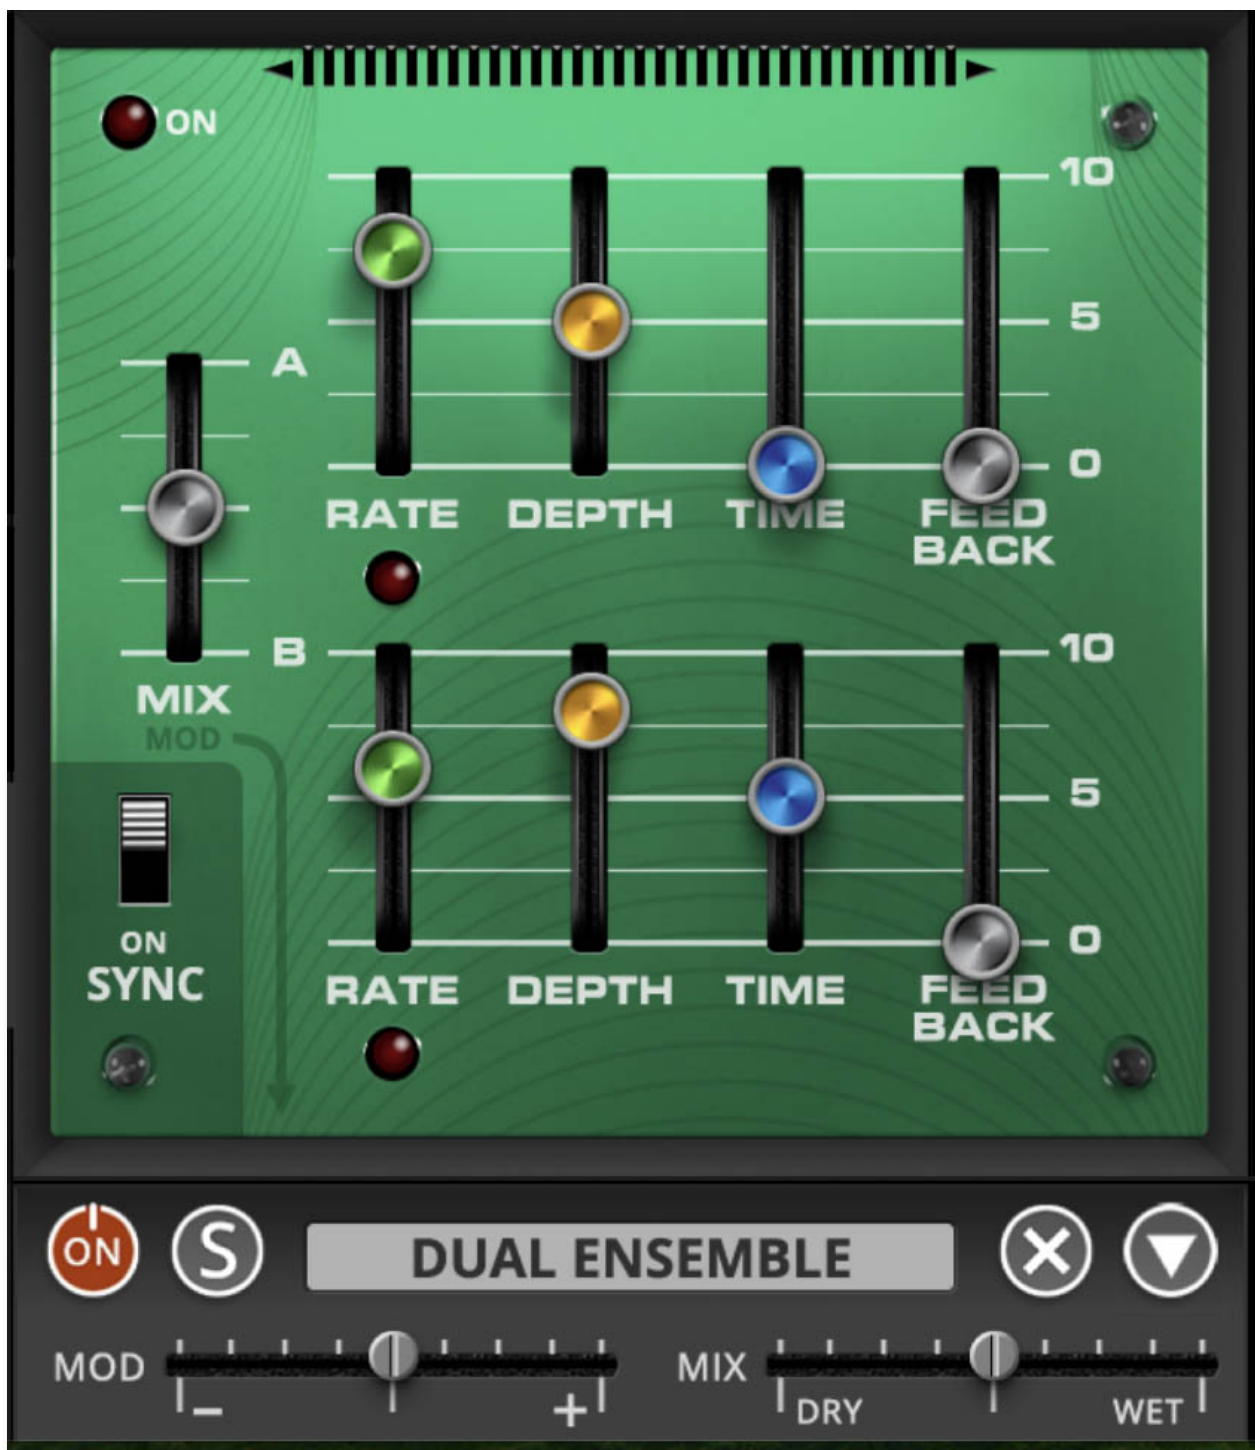 ON
10
5
A
0
RATE DEPTH TIME FEED
BACK
B
10
MIX
MOD
5
ON
SYNC
0
RATE DEPTH TIME FEED
BACK
ON S DUAL ENSEMBLE
MOD MIX
− + DRY WET